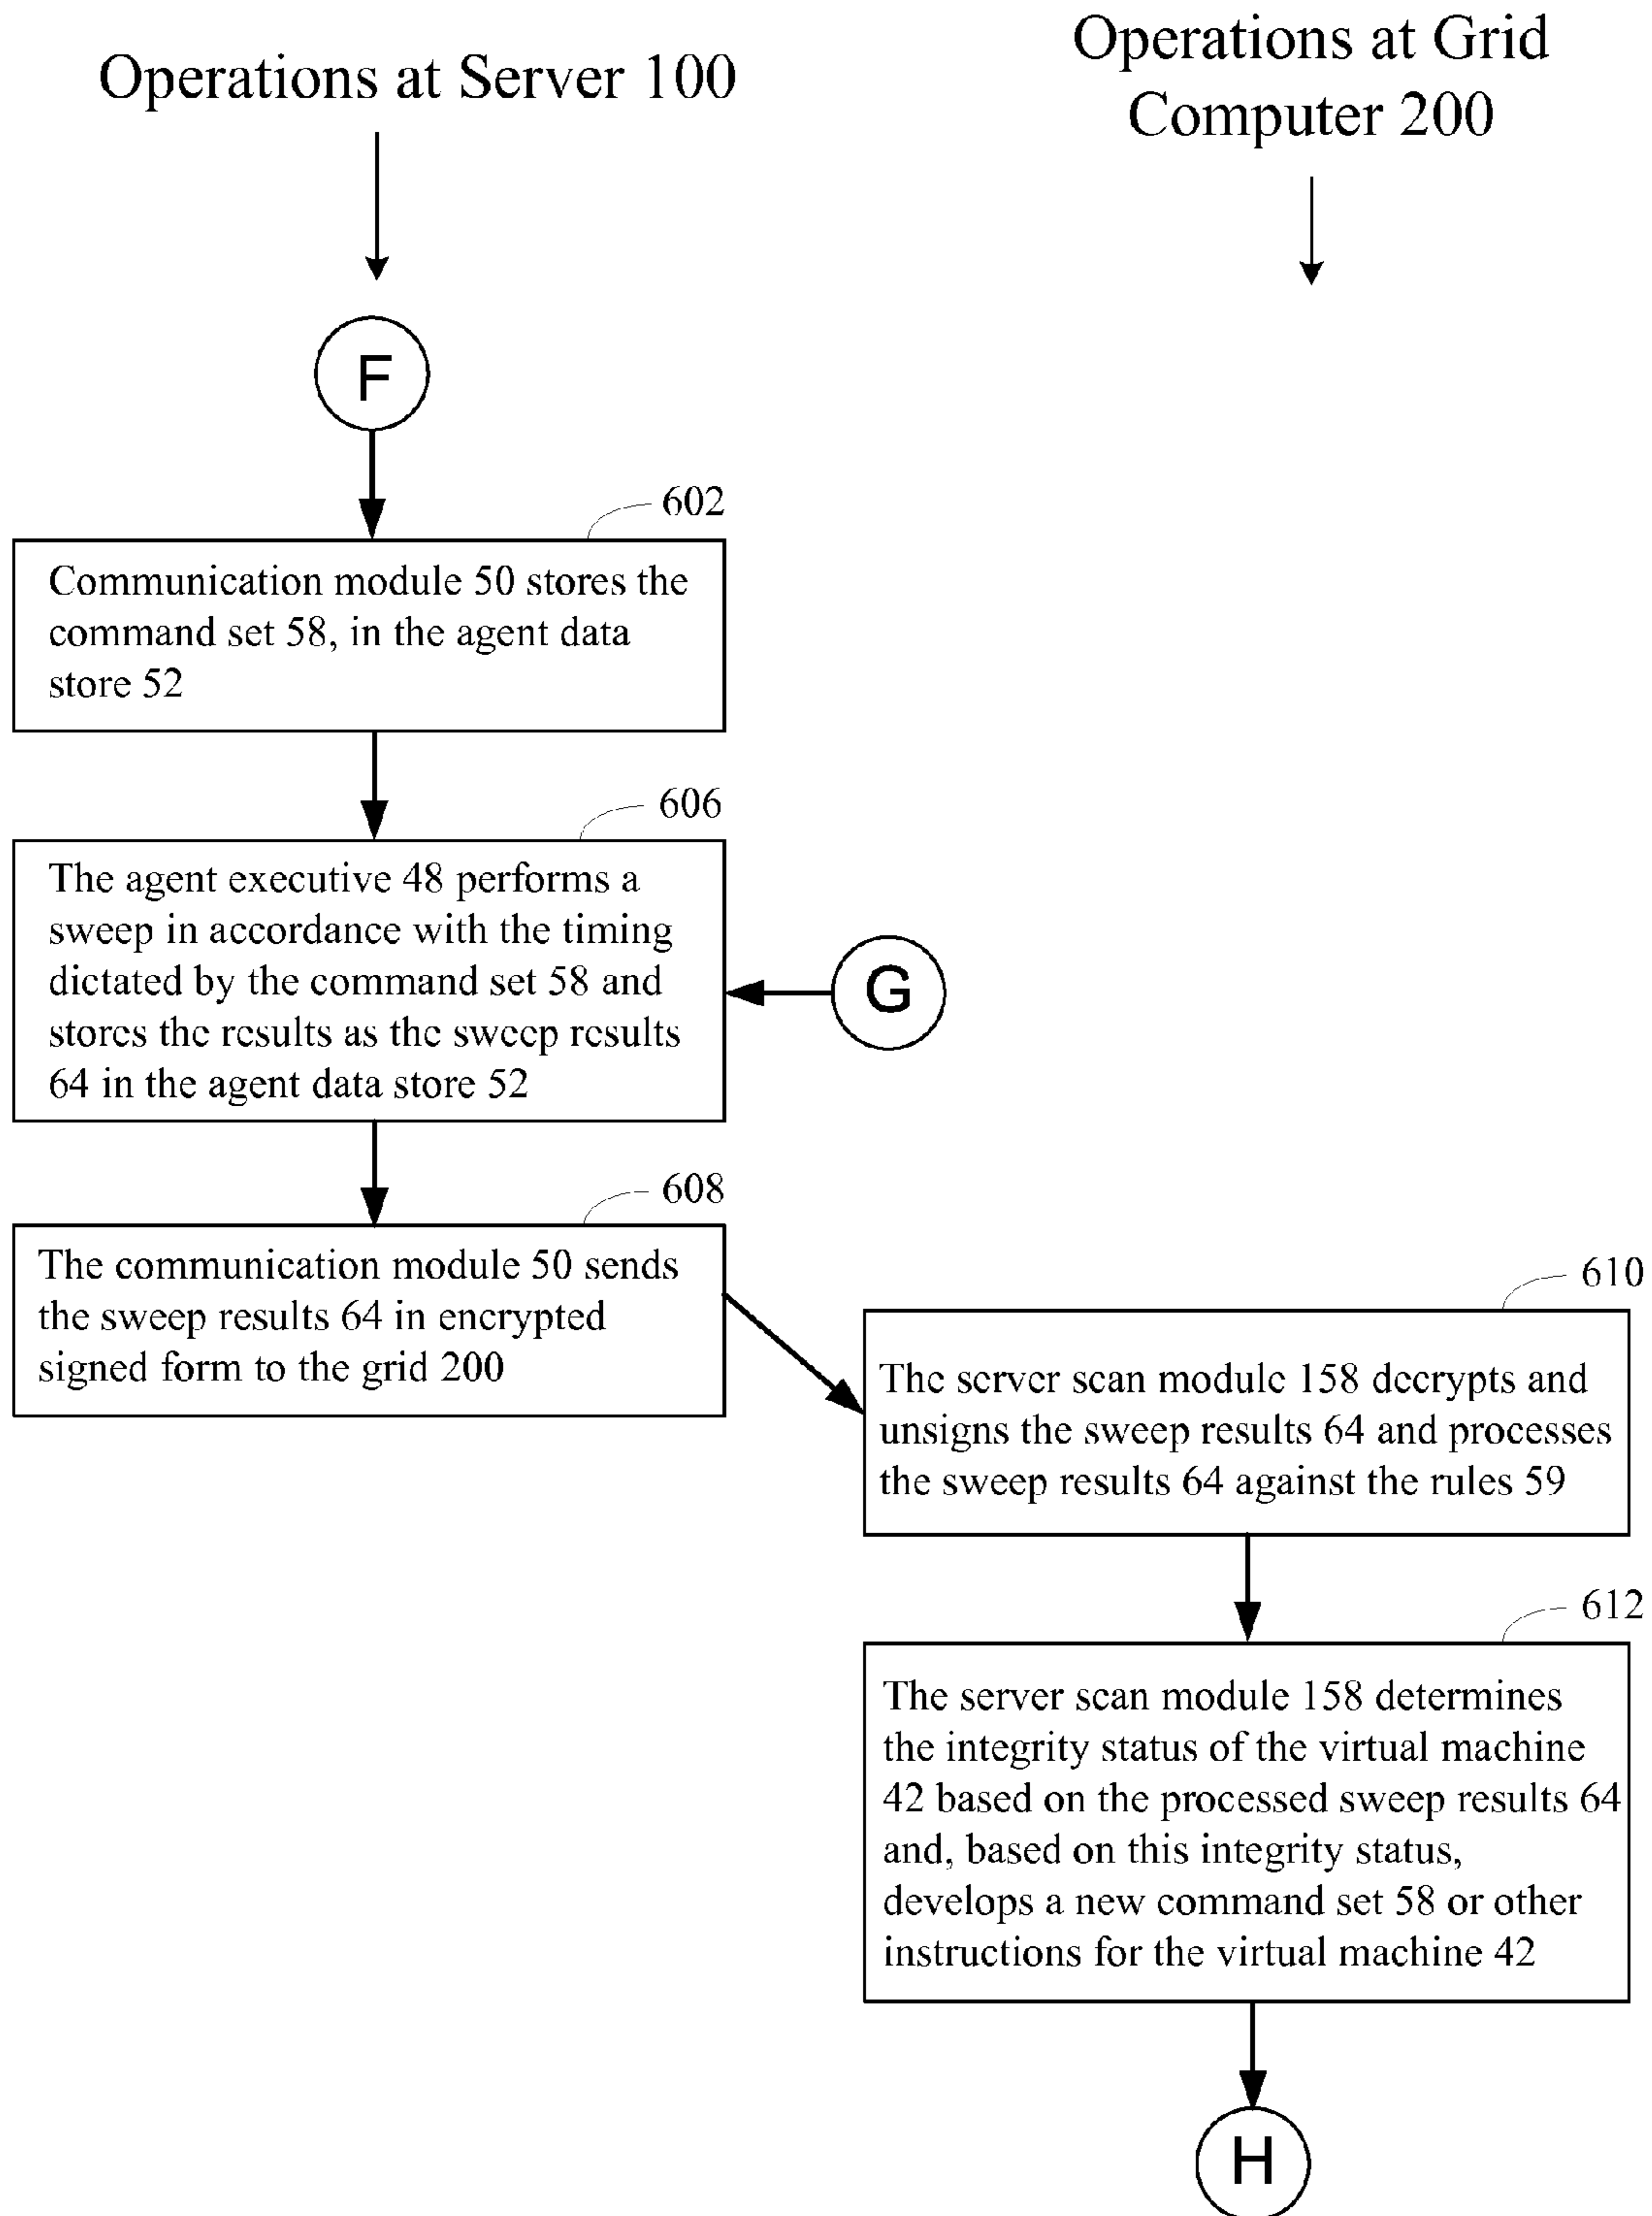 Operations at Server 100
Operations at Grid
Computer 200
F
602
Communication module 50 stores the
command set 58, in the agent data
store 52
606
The agent executive 48 performs a
sweep in accordance with the timing
dictated by the command set 58 and
stores the results as the sweep results
64 in the agent data store 52
G
608
The communication module 50 sends
the sweep results 64 in encrypted
signed form to the grid 200
610
The server scan module 158 decrypts and
unsigns the sweep results 64 and processes
the sweep results 64 against the rules 59
612
The server scan module 158 determines
the integrity status of the virtual machine
42 based on the processed sweep results 64
and, based on this integrity status,
develops a new command set 58 or other
instructions for the virtual machine 42
H